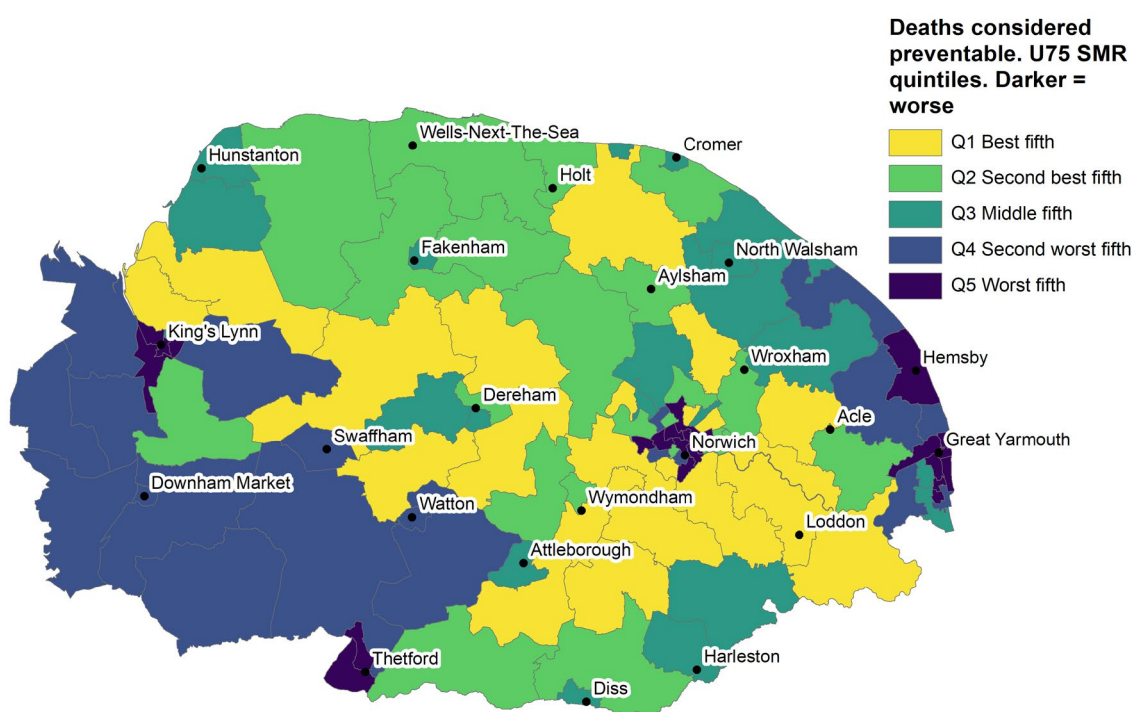 Deaths considered
preventable. U75 SMR
quintiles. Darker =
worse
Q1 Best fifth
Q2 Second best fifth
Q3 Middle fifth
Q4 Second worst fifth
Q5 Worst fifth
Wells-Next-The-Sea
Cromer
Hunstanton
Holt
Fakenham
North Walsham
Aylsham
King's Lynn
Wroxham
Hemsby
Dereham
Acle
Swaffham
Norwich
Great Yarmouth
Downham Market
Watton
Wymondham
Loddon
Attleborough
Thetford
Harleston
Diss